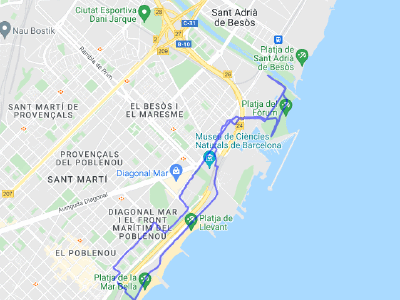 Ciutat Esportiva
Dani Jarque
Nau Bostik
Rambla de Prim
C-31
B-10
209
Sant Adrià
de Besòs
Platja de
Sant Adrià
de Besòs
26
25
24
SANT MARTÍ DE
PROVENÇALS
EL BESÒS I
EL MARESME
Platja del
Fòrum
Museu de Ciències
Naturals de Barcelona
PROVENÇALS
DEL POBLENOU
SANT MARTÍ
Diagonal Mar
207
Avinguda Diagonal
DIAGONAL MAR
I EL FRONT
MARÍTIM DEL
POBLENOU
Platja de
Llevant
EL POBLENOU
Platja de la
Mar Bella